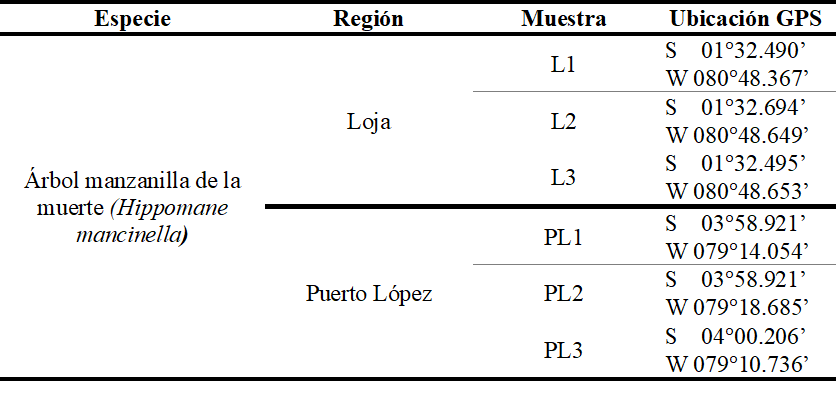 Especie Región Muestra Ubicación GPS
Árbol manzanilla de la
muerte (Hippomane
mancinella)
Loja
L1
S 01°32.490’
W 080°48.367’
L2
S 01°32.694’
W 080°48.649’
L3
S 01°32.495’
W 080°48.653’
Puerto López
PL1
S 03°58.921’
W 079°14.054’
PL2
S 03°58.921’
W 079°18.685’
PL3
S 04°00.206’
W 079°10.736’